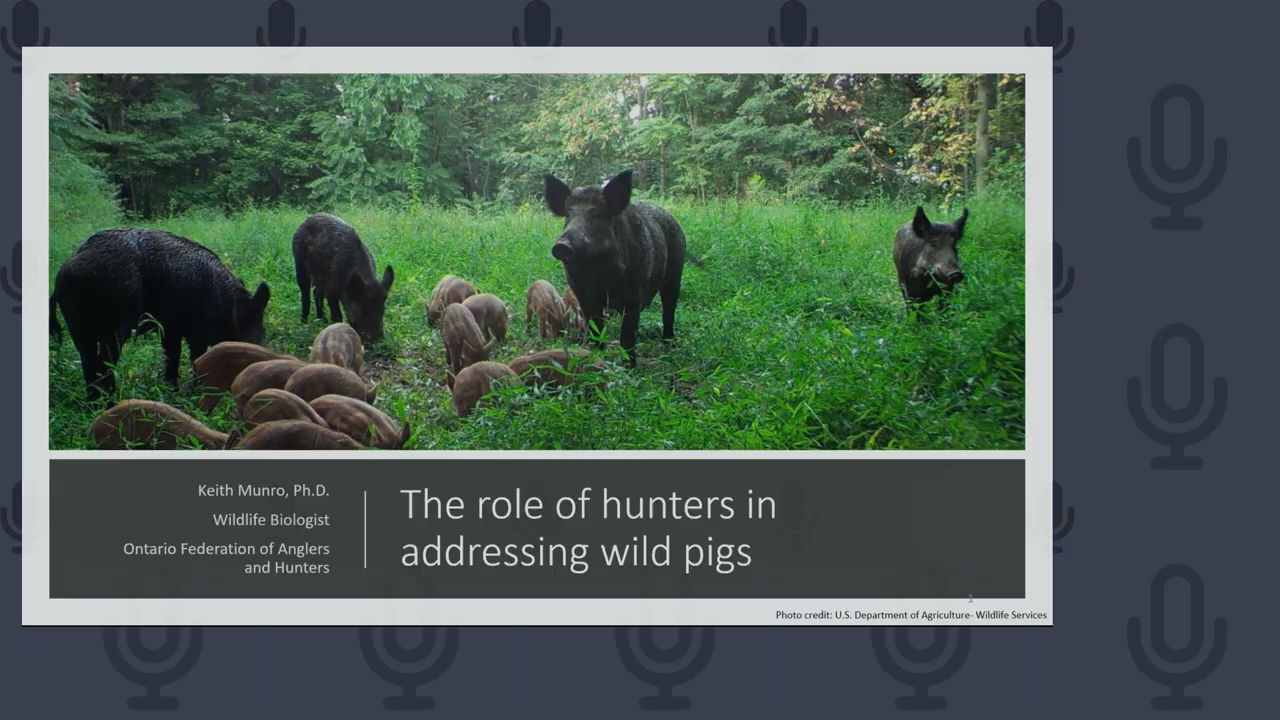 Keith Munro, Ph.D.
Wildlife Biologist
Ontario Federation of Anglers
and Hunters
The role of hunters in
addressing wild pigs
1
Photo credit: U.S. Department of Agriculture- Wildlife Services